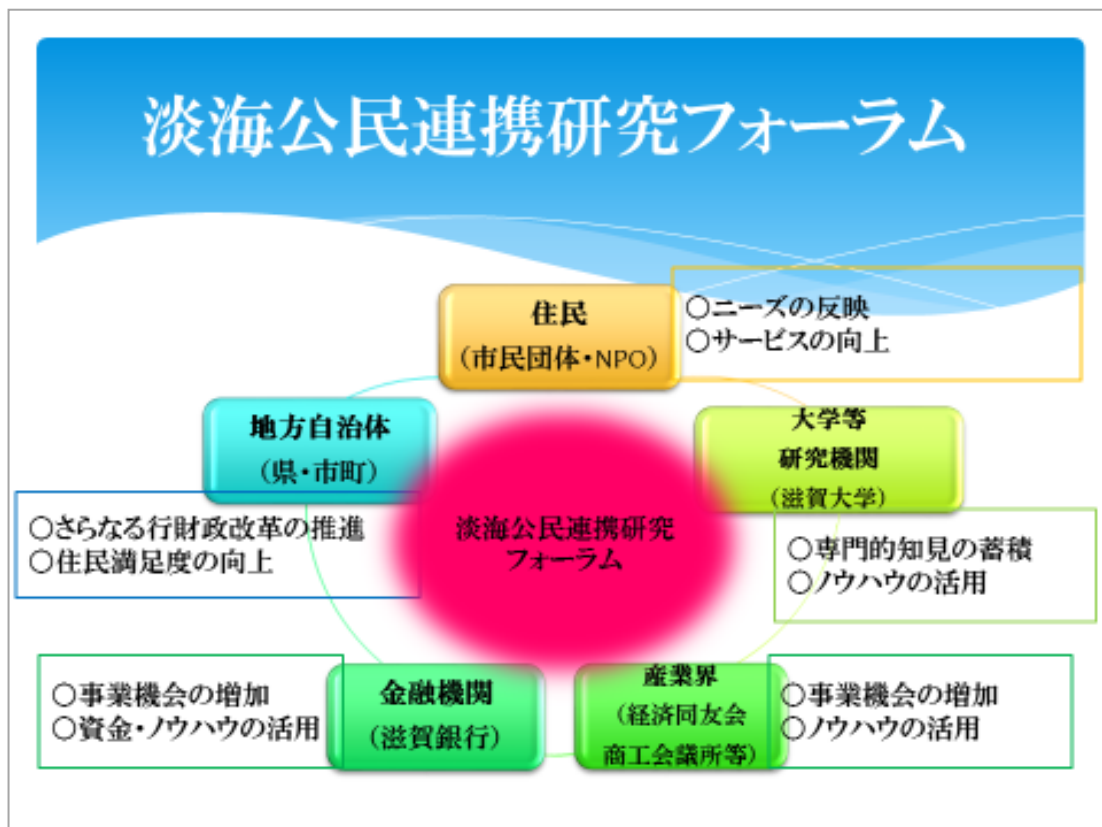 淡海公民連携研究フォーラム
住民
（市民団体・NPO）
○ニーズの反映
○サービスの向上
地方自治体
（県・市町）
○さらなる行財政改革の推進
○住民満足度の向上
大学等
研究機関
（滋賀大学）
○専門的知見の蓄積
○ノウハウの活用
淡海公民連携研究
フォーラム
○事業機会の増加
○資金・ノウハウの活用
金融機関
（滋賀銀行）
産業界
（経済同友会
商工会議所等）
○事業機会の増加
○ノウハウの活用